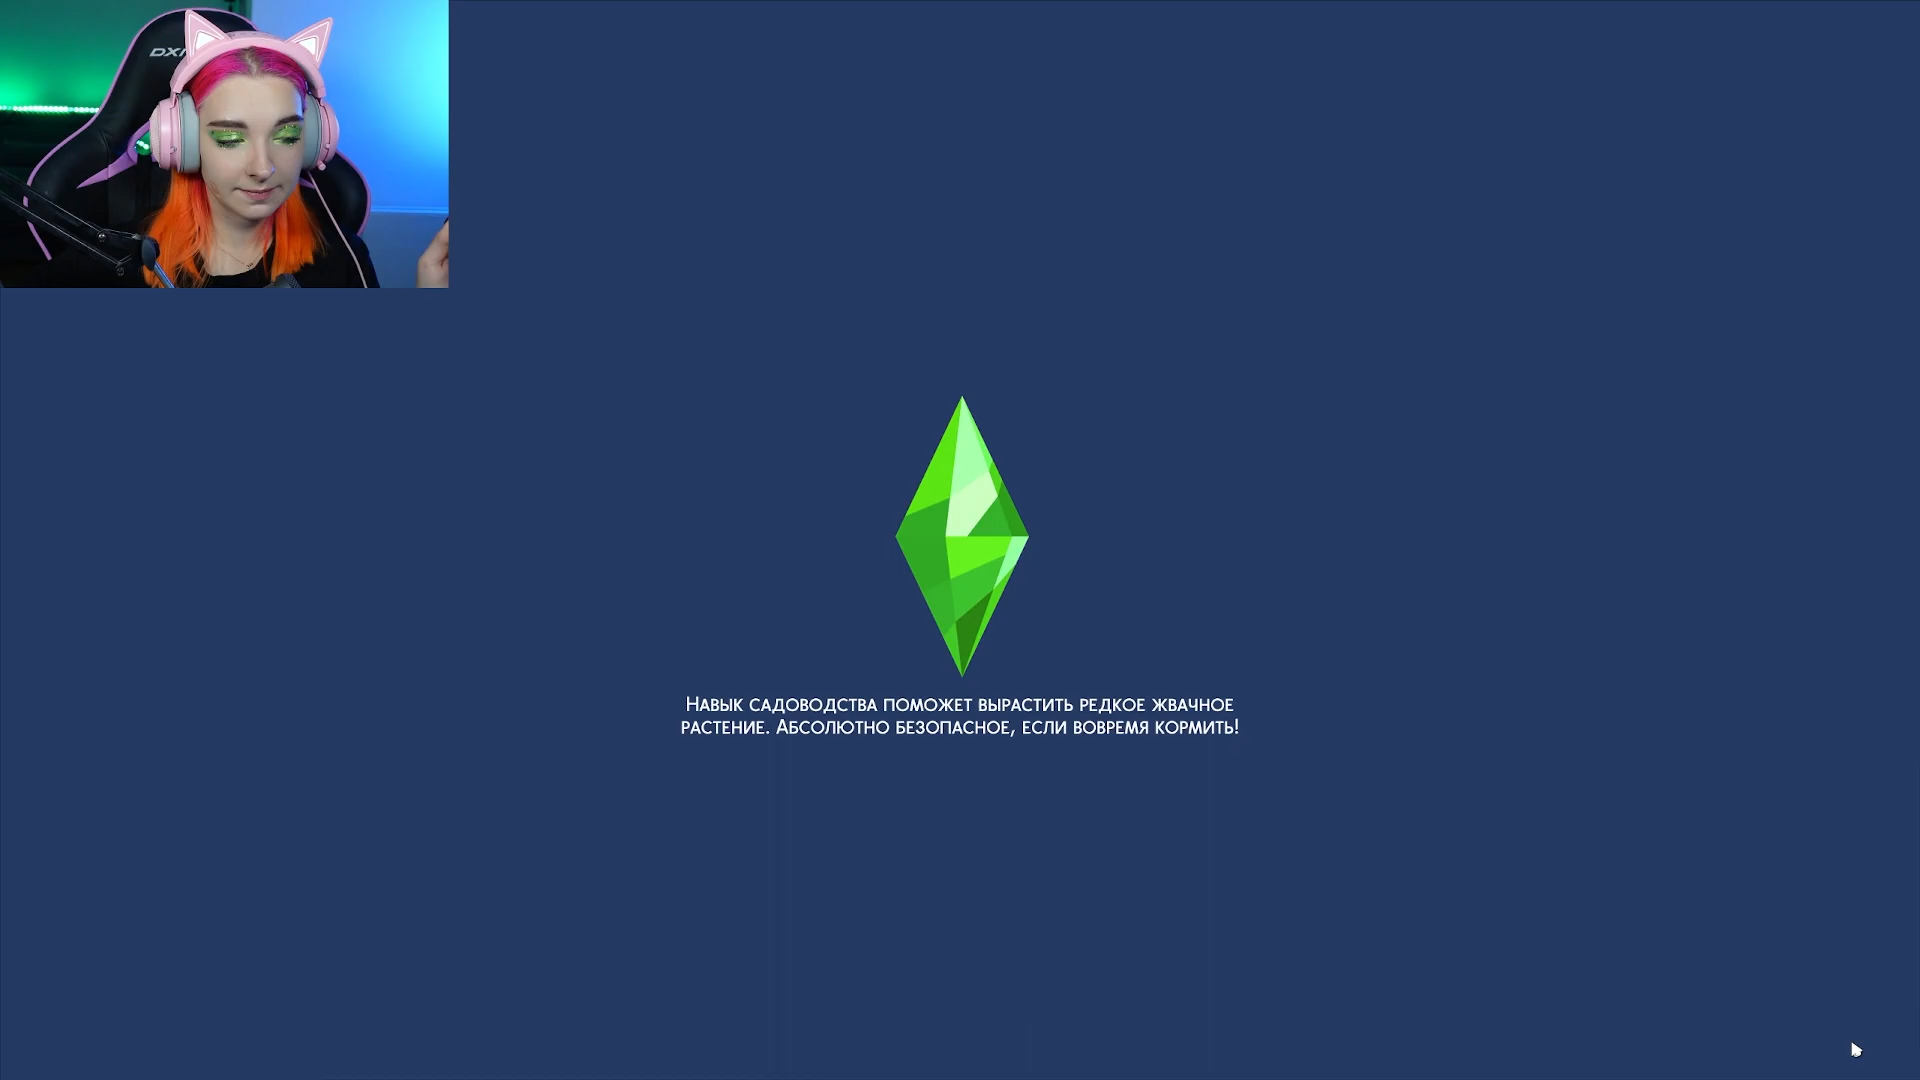 НАВЫК САДОВОДСТВА ПОМОЖЕТ ВЫРАСТИТЬ РЕДКОЕ ЖВАЧНОЕ
РАСТЕНИЕ. АБСОЛЮТНО БЕЗОПАСНОЕ, ЕСЛИ ВОВРЕМЯ КОРМИТЬ!